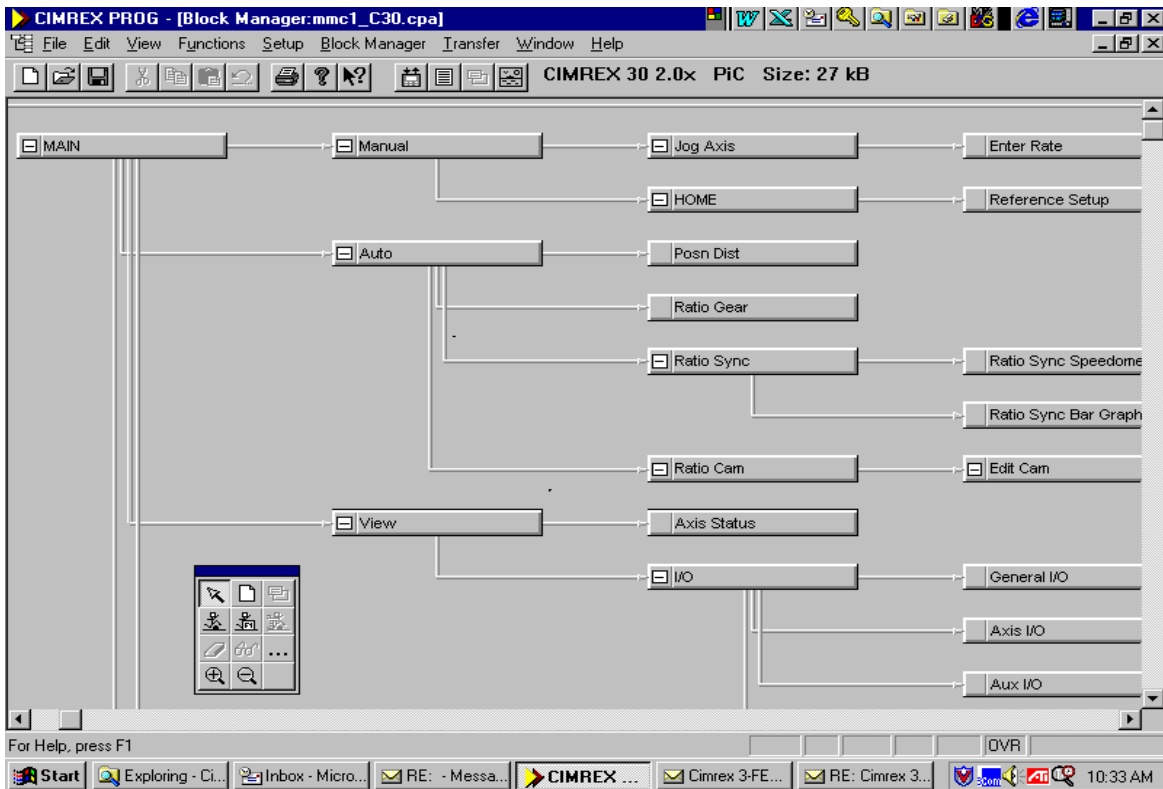 CIMREX PROG - [Block Manager:mmc1_C30.cpa]
File Edit View Functions Setup Block Manager Transfer Window Help
CIMREX 30 2.0x PiC Size: 27 kB
MAIN Manual Jog Axis Enter Rate
HOME Reference Setup
Auto Posn Dist
Ratio Gear
Ratio Sync Ratio Sync Speedome
Ratio Sync Bar Graph
Ratio Cam Edit Cam
View Axis Status
I/O General I/O
Axis I/O
Aux I/O
For Help, press F1
OVR
Start Exploring - Ci... Inbox - Micro... RE: - Messa... CIMREX ... Cimrex 3-FE... RE: Cimrex 3... 10:33 AM